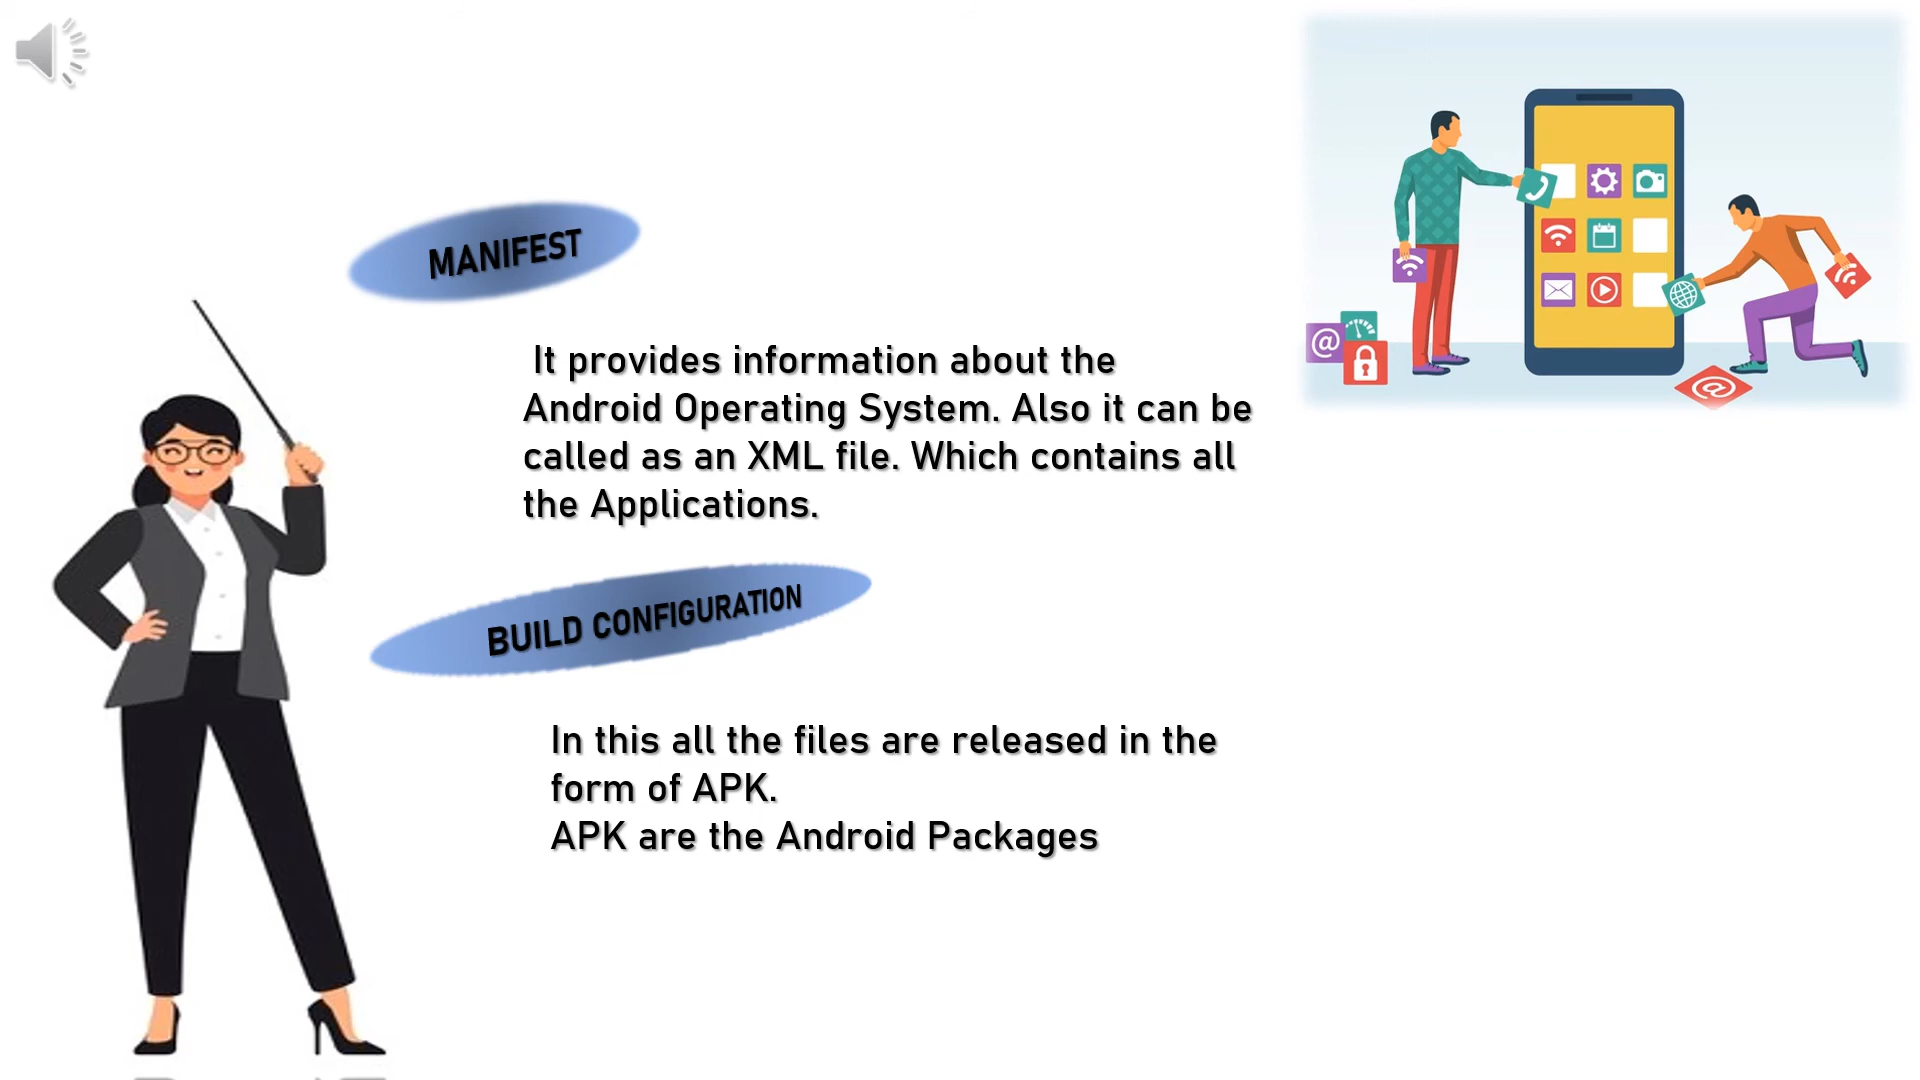 MANIFEST
It provides information about the
Android Operating System. Also it can be
called as an XML file. Which contains all
the Applications.
BUILD CONFIGURATION
In this all the files are released in the
form of APK.
APK are the Android Packages